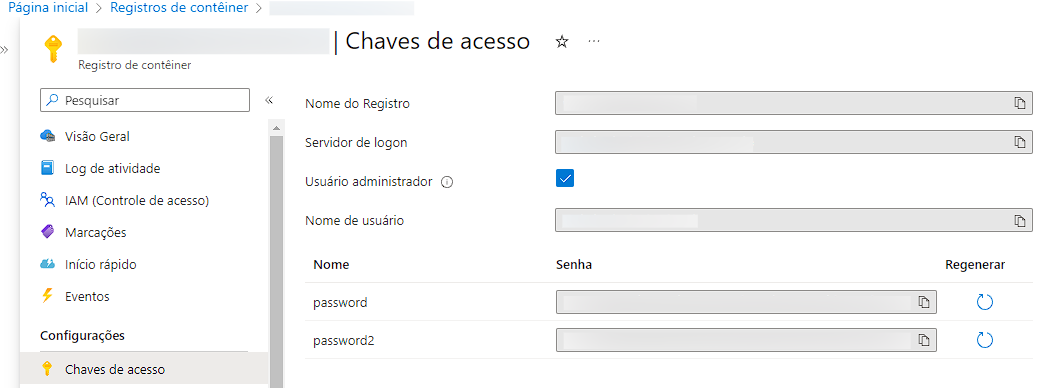 Página inicial > Registros de contêiner >
| Chaves de acesso
Registro de contêiner
Pesquisar
Visão Geral
Log de atividade
IAM (Controle de acesso)
Marcações
Início rápido
Eventos
Configurações
Chaves de acesso
Nome do Registro
Servidor de logon
Usuário administrador
Nome de usuário
Nome Senha Regenerar
password
password2